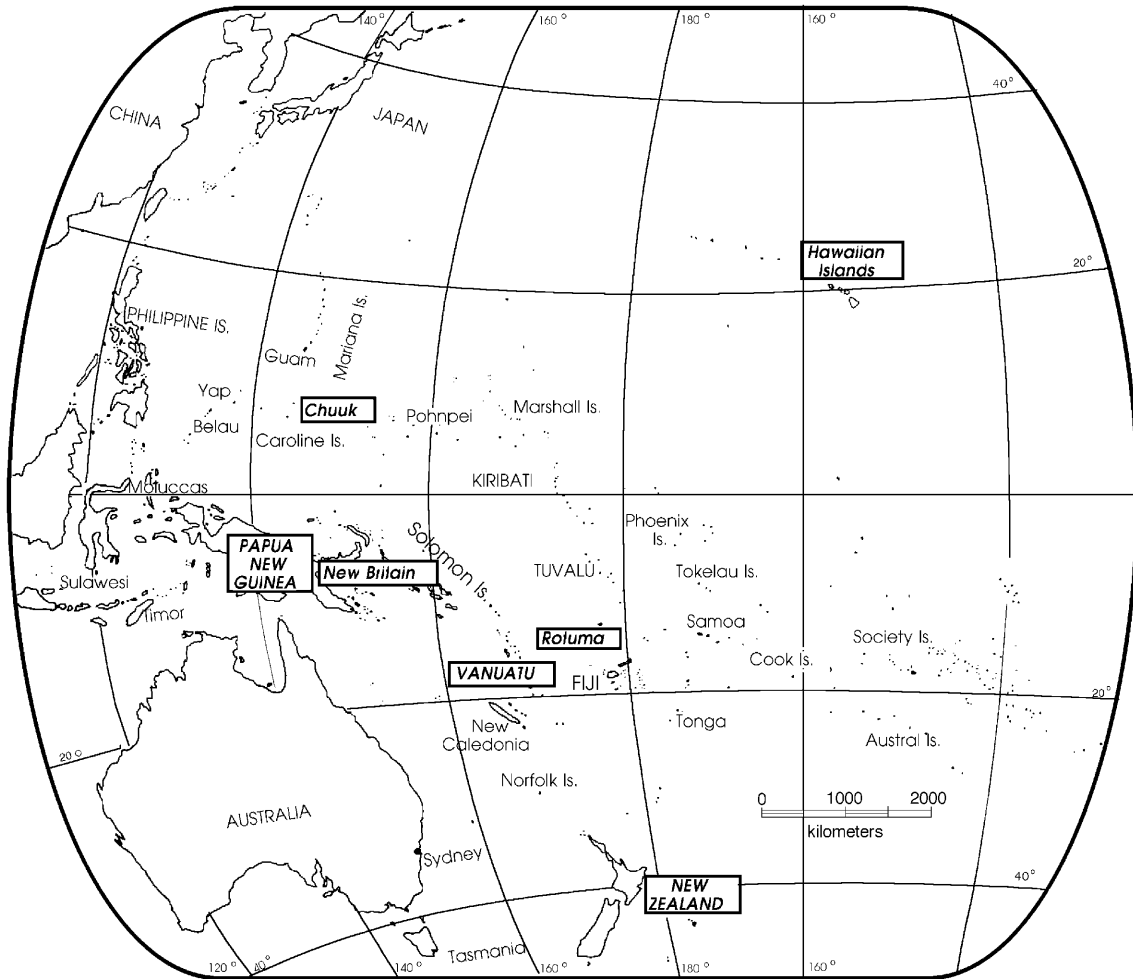 140°
160°
180°
160°
40°
CHINA
JAPAN
Hawaiian
Islands
20°
PHILIPPINE IS.
Mariana Is.
Guam
Yap
Chuuk
Pohnpei
Marshall Is.
Belau
Caroline Is.
Moluccas
KIRIBATI
Phoenix
Is.
Solomon Is.
PAPUA
NEW
GUINEA
New Britain
TUVALU
Tokelau Is.
Sulawesi
Timor
Samoa
Rotuma
Society Is.
VANUATU
Cook Is.
FIJI
20°
New
Caledonia
Tonga
Austral Is.
20°
Norfolk Is.
0 1000 2000
kilometers
AUSTRALIA
Sydney
NEW
ZEALAND
40°
Tasmania
120° 40°
140°
160°
180°
160°